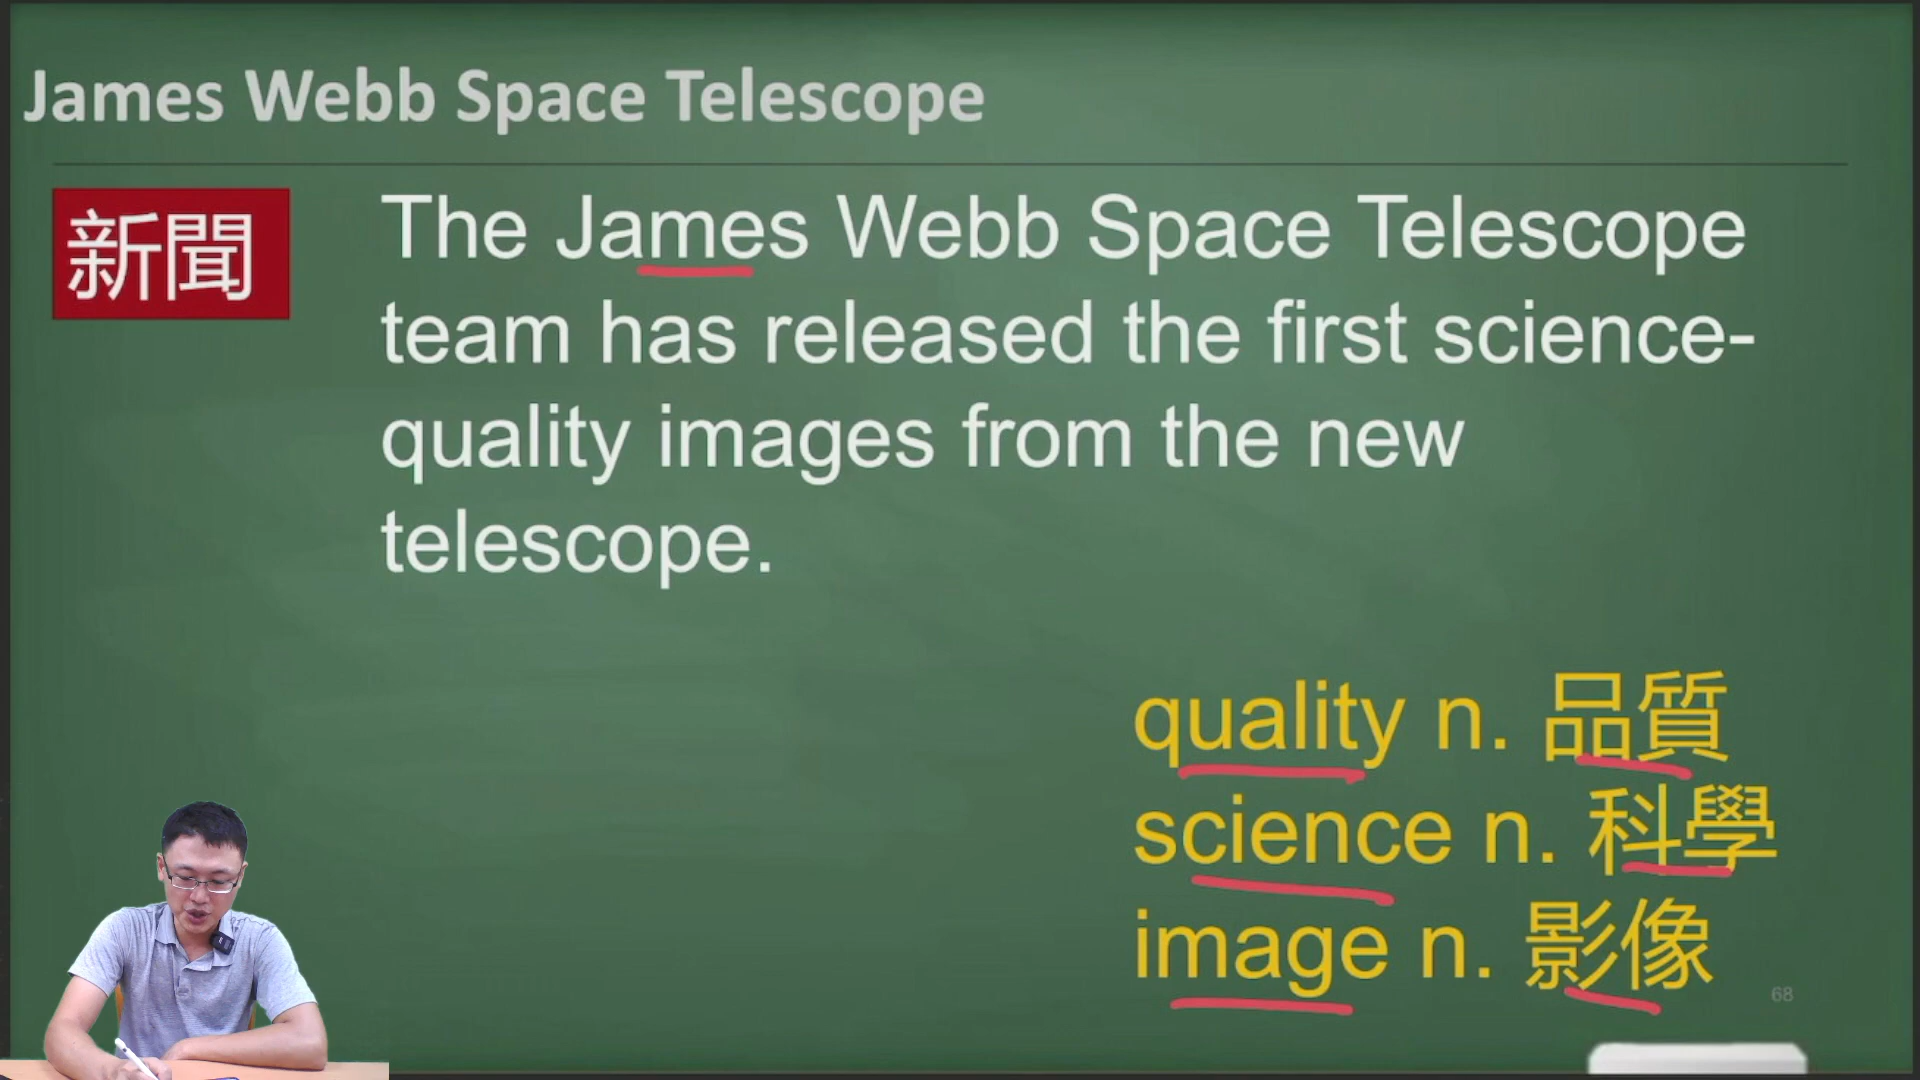 James Webb Space Telescope
新聞
The James Webb Space Telescope
team has released the first science-
quality images from the new
telescope.
quality n. 品質
science n. 科學
image n. 影像
68